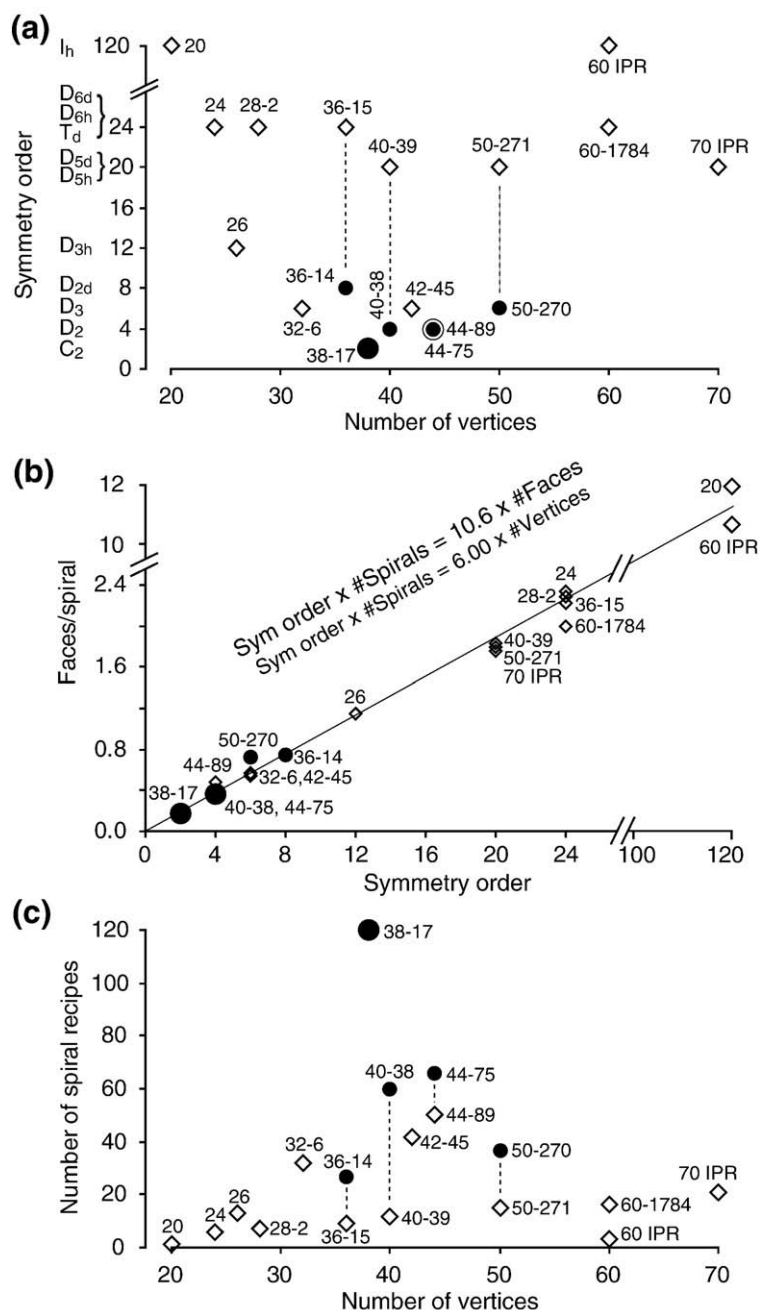 (a)
Symmetry order
I_h
D_6d
D_6h
T_d
D_5d
D_5h
D_3h
D_2d
D_3
D_2
C_2
120
24
20
16
12
8
4
0
20
60 IPR
24
28-2
36-15
60-1784
40-39
50-271
70 IPR
26
36-14
40-38
42-45
32-6
50-270
44-89
44-75
38-17
20 30 40 50 60 70
Number of vertices
(b)
Faces/spiral
12
10
2.4
1.6
0.8
0.0
Sym order x #Spirals = 10.6 x #Faces
Sym order x #Spirals = 6.00 x #Vertices
20
60 IPR
24
28-2
36-15
60-1784
40-39
50-271
70 IPR
26
50-270
36-14
44-89
32-6,42-45
38-17
40-38, 44-75
0 4 8 12 16 20 24 100 120
Symmetry order
(c)
Number of spiral recipes
120
100
80
60
40
20
0
38-17
40-38
44-75
44-89
42-45
32-6
36-14
50-270
70 IPR
26
24
20
28-2
36-15
40-39
50-271
60-1784
60 IPR
20 30 40 50 60 70
Number of vertices